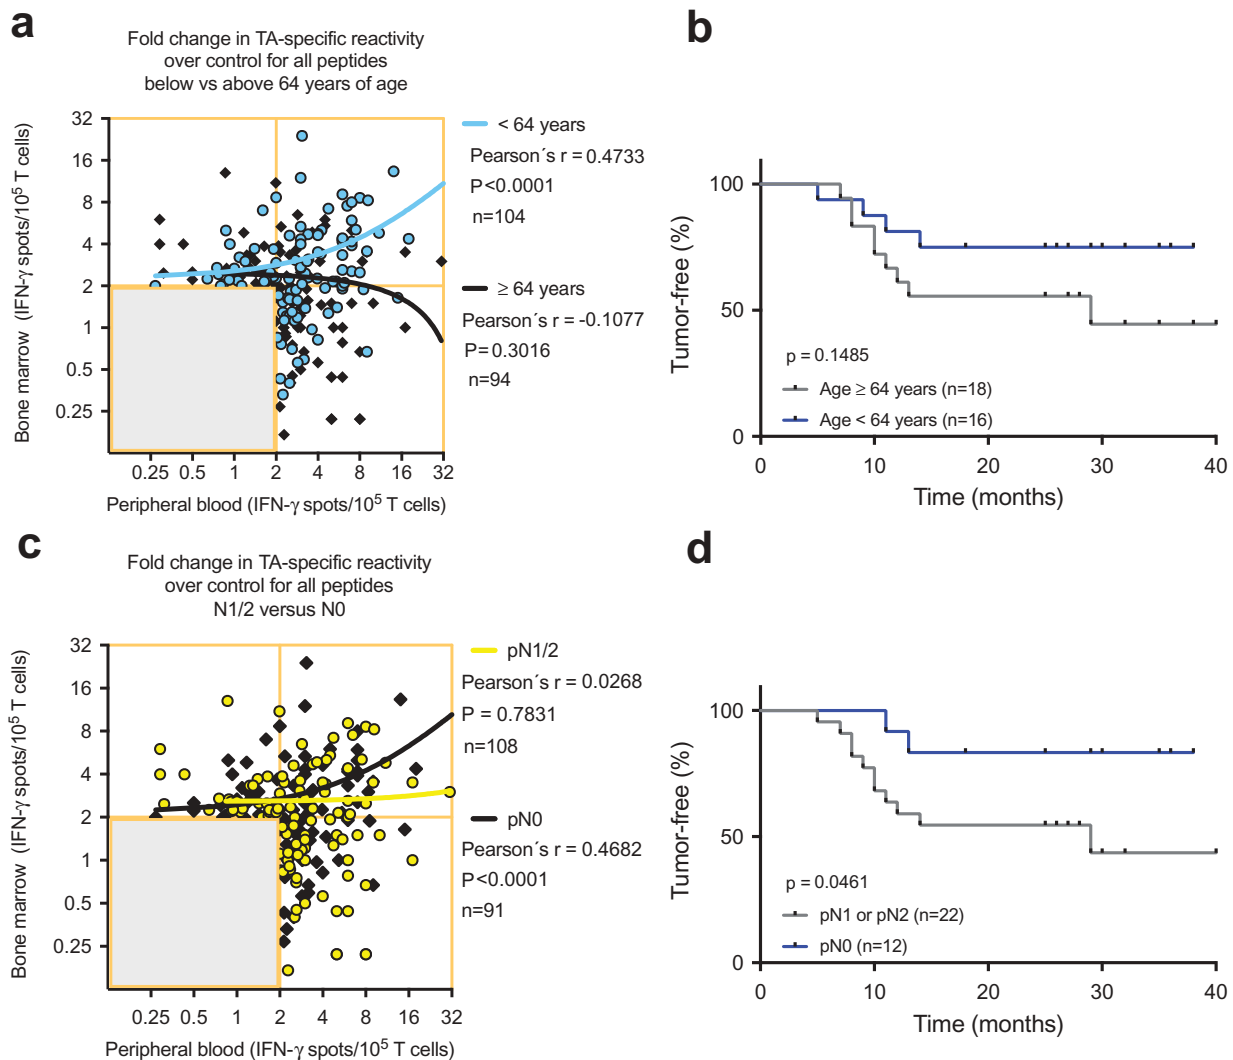 a
Fold change in TA-specific reactivity
over control for all peptides
below vs above 64 years of age
Bone marrow (IFN-γ spots/10⁵ T cells)
32
16
8
4
2
1
0.5
0.25
0.25 0.5 1 2 4 8 16 32
Peripheral blood (IFN-γ spots/10⁵ T cells)
< 64 years
Pearson´s r = 0.4733
P<0.0001
n=104
≥ 64 years
Pearson´s r = -0.1077
P= 0.3016
n=94
b
Tumor-free (%)
100
50
0
p = 0.1485
Age ≥ 64 years (n=18)
Age < 64 years (n=16)
0 10 20 30 40
Time (months)
c
Fold change in TA-specific reactivity
over control for all peptides
N1/2 versus N0
Bone marrow (IFN-γ spots/10⁵ T cells)
32
16
8
4
2
1
0.5
0.25
0.25 0.5 1 2 4 8 16 32
Peripheral blood (IFN-γ spots/10⁵ T cells)
pN1/2
Pearson´s r = 0.0268
P = 0.7831
n=108
pN0
Pearson´s r = 0.4682
P<0.0001
n=91
d
Tumor-free (%)
100
50
0
p = 0.0461
pN1 or pN2 (n=22)
pN0 (n=12)
0 10 20 30 40
Time (months)